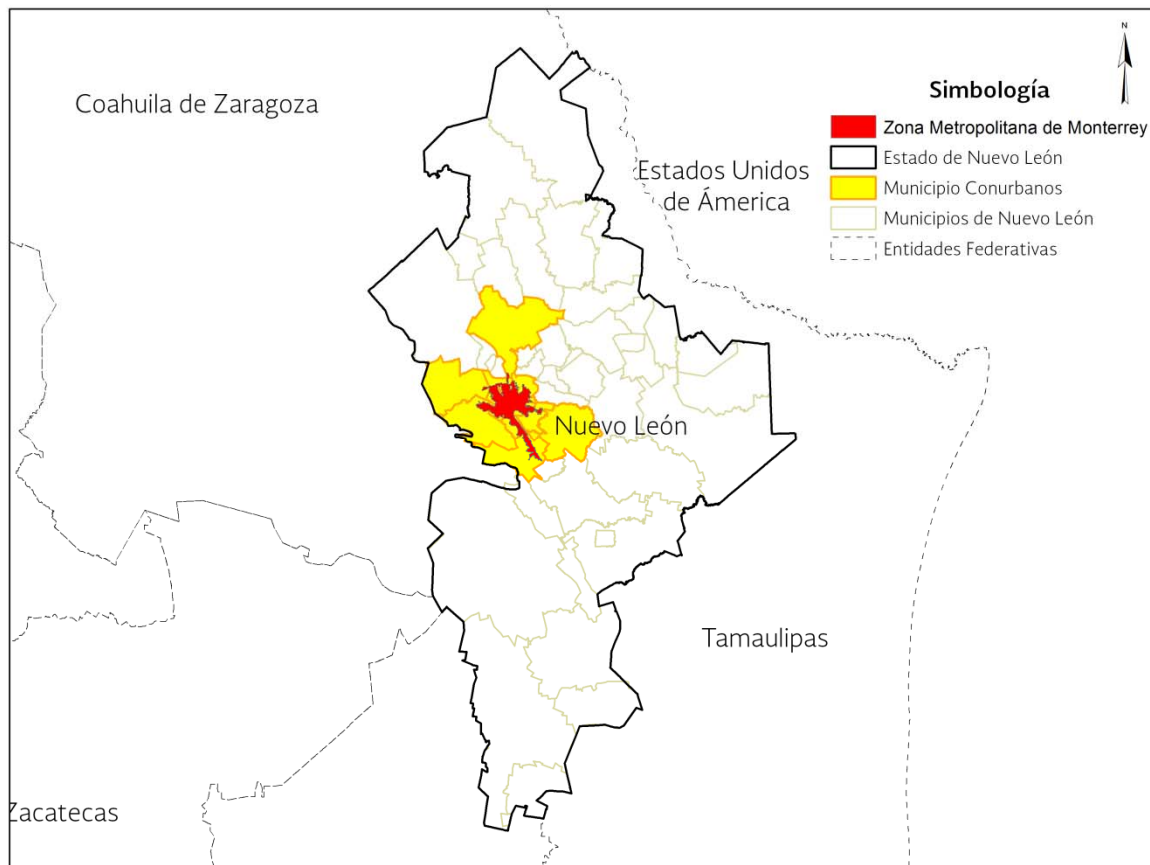 N
Coahuila de Zaragoza
Simbología
Zona Metropolitana de Monterrey
Estado de Nuevo León
Municipio Conurbanos
Municipios de Nuevo León
Entidades Federativas
Estados Unidos
de Ámerica
Nuevo León
Tamaulipas
Zacatecas